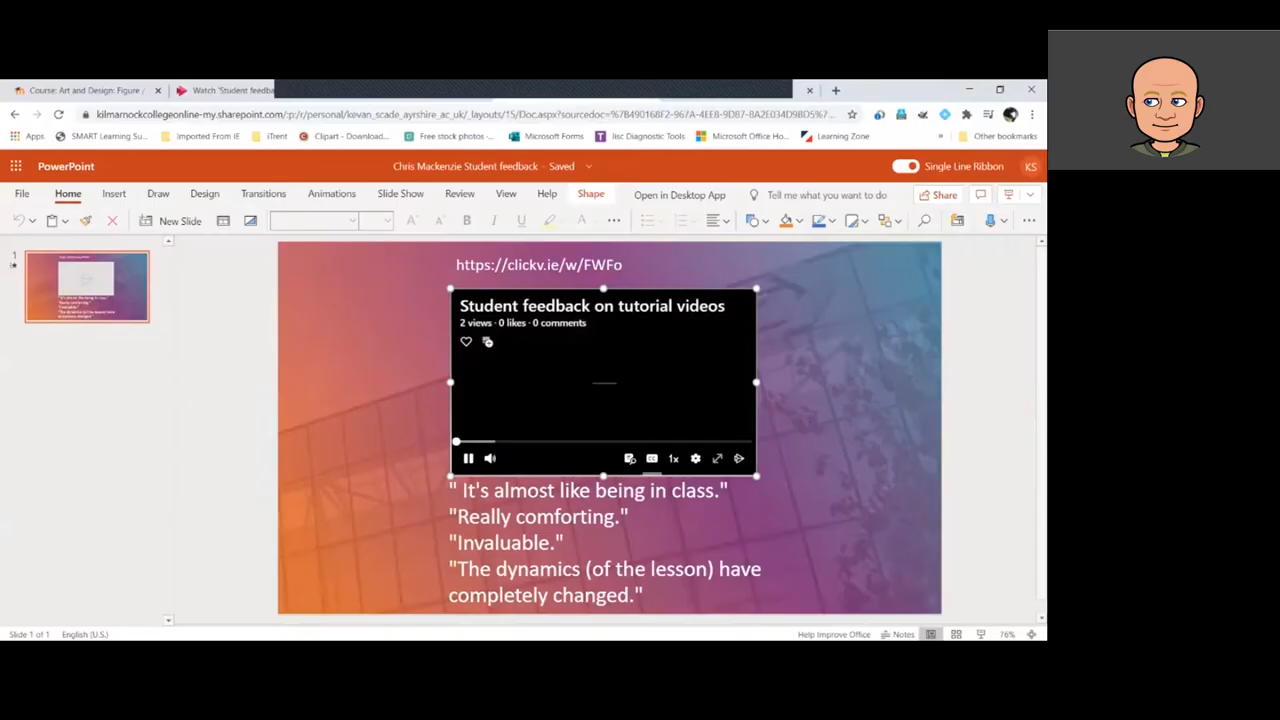 Course: Art and Design: Figure /
Watch 'Student feedba
kilmarnockcollegeonline-my.sharepoint.com/:p:/r/personal/kevan_scade_ayrshire_ac_uk/_layouts/15/Doc.aspx?sourcedoc=%7B490168F2-967A-4EEB-9D87-8A2E034D9BD5%7...
Apps SMART Learning Su... Imported From IE iTrent Clipart - Download... Free stock photos -... Microsoft Forms Jisc Diagnostic Tools Microsoft Office Ho... Learning Zone » Other bookmarks
PowerPoint Chris Mackenzie Student feedback - Saved Single Line Ribbon KS
File Home Insert Draw Design Transitions Animations Slide Show Review View Help Shape Open in Desktop App Tell me what you want to do Share
New Slide A A B I U A
1
https://clickv.ie/w/FWFo
Student feedback on tutorial videos
2 views · 0 likes · 0 comments
CC 1x
" It's almost like being in class."
"Really comforting."
"Invaluable."
"The dynamics (of the lesson) have
completely changed."
Slide 1 of 1 English (U.S.) Help Improve Office Notes 76%